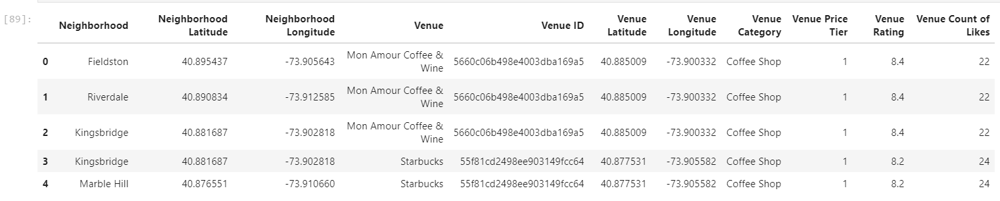 [89]:
Neighborhood Neighborhood Latitude Neighborhood Longitude Venue Venue ID Venue Latitude Venue Longitude Venue Category Venue Price Tier Venue Rating Venue Count of Likes
0 Fieldston 40.895437 -73.905643 Mon Amour Coffee & Wine 5660c06b498e4003dba169a5 40.885009 -73.900332 Coffee Shop 1 8.4 22
1 Riverdale 40.890834 -73.912585 Mon Amour Coffee & Wine 5660c06b498e4003dba169a5 40.885009 -73.900332 Coffee Shop 1 8.4 22
2 Kingsbridge 40.881687 -73.902818 Mon Amour Coffee & Wine 5660c06b498e4003dba169a5 40.885009 -73.900332 Coffee Shop 1 8.4 22
3 Kingsbridge 40.881687 -73.902818 Starbucks 55f81cd2498ee903149fcc64 40.877531 -73.905582 Coffee Shop 1 8.2 24
4 Marble Hill 40.876551 -73.910660 Starbucks 55f81cd2498ee903149fcc64 40.877531 -73.905582 Coffee Shop 1 8.2 24